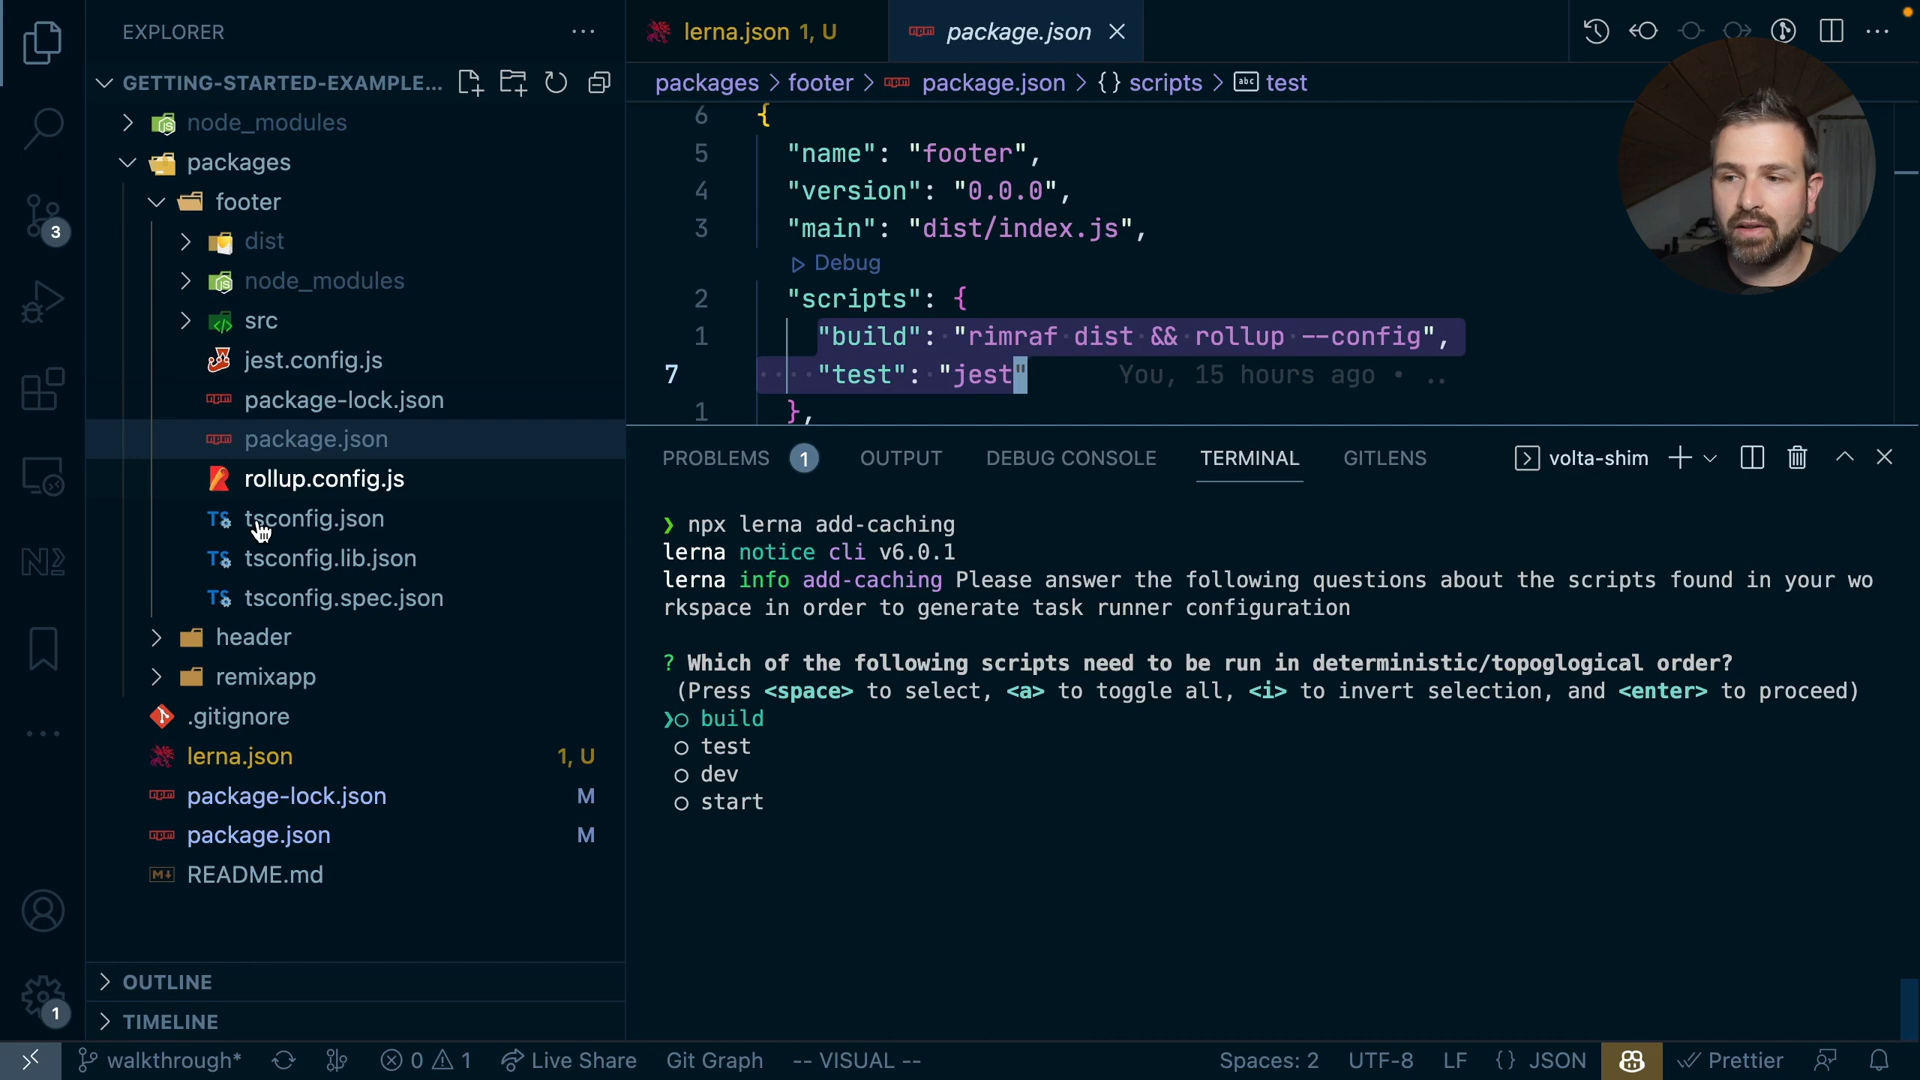 EXPLORER
GETTING-STARTED-EXAMPLE...
node_modules
packages
footer
dist
node_modules
src
jest.config.js
package-lock.json
package.json
rollup.config.js
tsconfig.json
tsconfig.lib.json
tsconfig.spec.json
header
remixapp
.gitignore
lerna.json 1, U
package-lock.json M
package.json M
README.md
OUTLINE
TIMELINE
3
1
lerna.json 1, U
package.json
packages > footer > package.json > {} scripts > abc test
6 {
5 "name": "footer",
4 "version": "0.0.0",
3 "main": "dist/index.js",
Debug
2 "scripts": {
1 "build": "rimraf dist && rollup --config",
7 "test": "jest" You, 15 hours ago • ..
1 },
PROBLEMS 1 OUTPUT DEBUG CONSOLE TERMINAL GITLENS volta-shim
❯ npx lerna add-caching
lerna notice cli v6.0.1
lerna info add-caching Please answer the following questions about the scripts found in your wo
rkspace in order to generate task runner configuration
? Which of the following scripts need to be run in deterministic/topoglogical order?
(Press <space> to select, <a> to toggle all, <i> to invert selection, and <enter> to proceed)
❯○ build
○ test
○ dev
○ start
walkthrough* 0 1 Live Share Git Graph -- VISUAL -- Spaces: 2 UTF-8 LF {} JSON Prettier